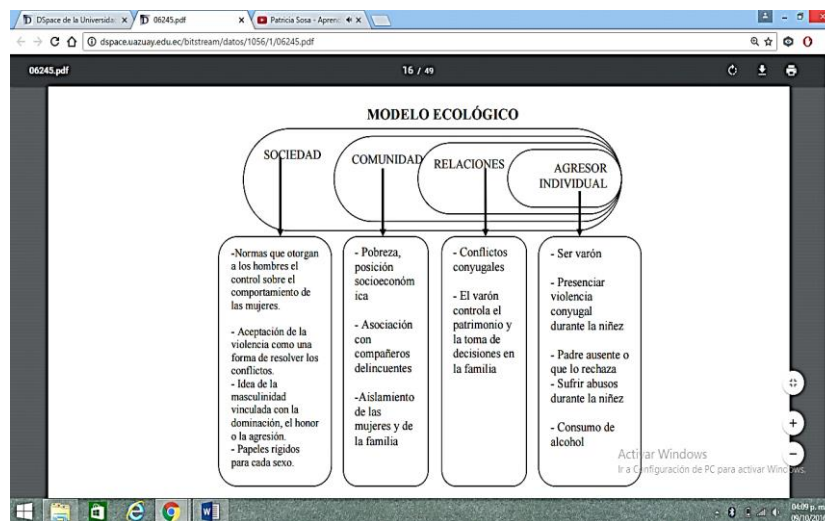 DSpace de la Universida
06245.pdf
Patricia Sosa - Aprend
dspace.uazuay.edu.ec/bitstream/datos/1056/1/06245.pdf
06245.pdf
16 / 49
MODELO ECOLÓGICO
SOCIEDAD
COMUNIDAD
RELACIONES
AGRESOR
INDIVIDUAL
-Normas que otorgan
a los hombres el
control sobre el
comportamiento de
las mujeres.
- Aceptación de la
violencia como una
forma de resolver los
conflictos.
- Idea de la
masculinidad
vinculada con la
dominación, el honor
o la agresión.
- Papeles rígidos
para cada sexo.
- Pobreza,
posición
socioeconóm
ica
- Asociación
con
compañeros
delincuentes
-Aislamiento
de las
mujeres y de
la familia
- Conflictos
conyugales
- El varón
controla el
patrimonio y
la toma de
decisiones en
la familia
- Ser varón
- Presenciar
violencia
conyugal
durante la niñez
- Padre ausente o
que lo rechaza
- Sufrir abusos
durante la niñez
- Consumo de
alcohol
Activar Windows
Ir a Configuración de PC para activar Windows.
04:09 p. m.